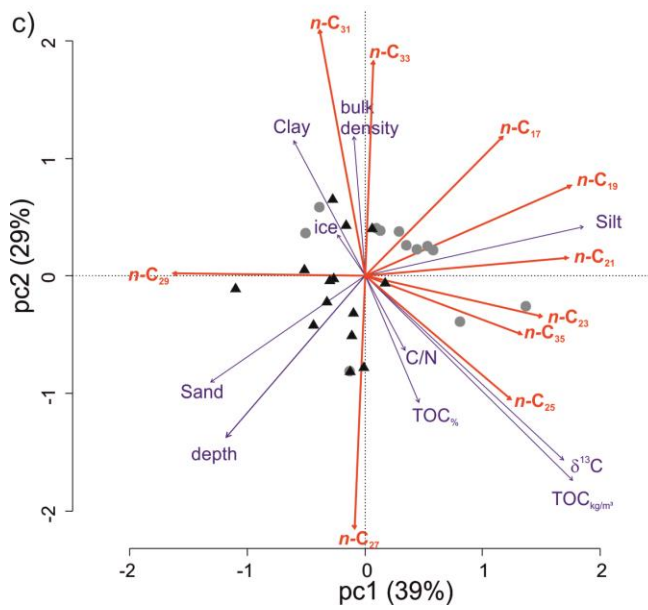 c)
2
n-C₃₁
n-C₃₃
bulk
density
Clay
n-C₁₇
1
n-C₁₉
Silt
ice
n-C₂₁
pc2 (29%)
0
n-C₂₉
n-C₂₃
n-C₃₅
C/N
Sand
-1
n-C₂₅
TOC%
depth
δ¹³C
TOCkg/m³
-2
n-C₂₇
-2 -1 0 1 2
pc1 (39%)